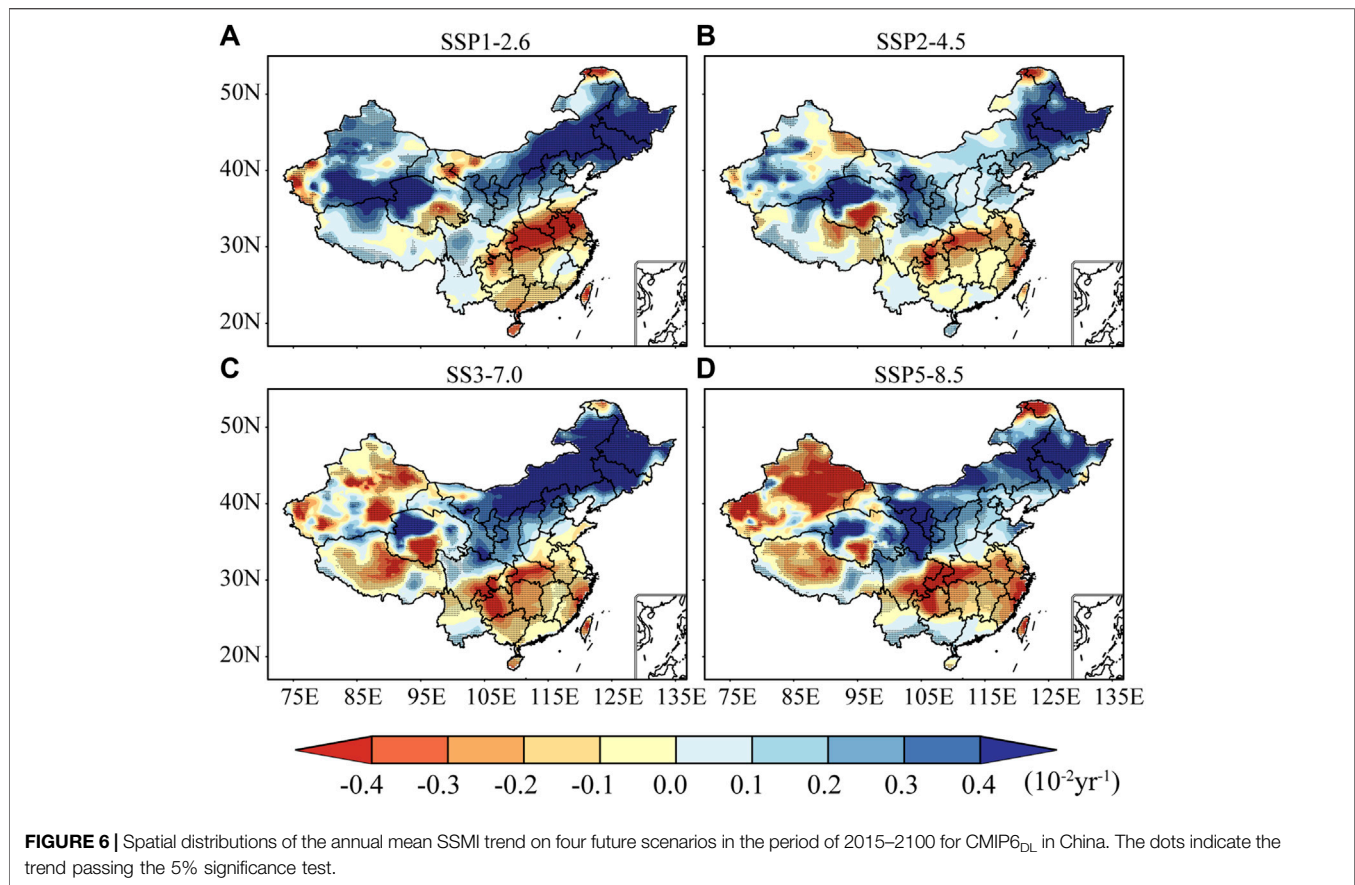 A
SSP1-2.6
B
SSP2-4.5
50N
40N
30N
20N
C
SS3-7.0
D
SSP5-8.5
50N
40N
30N
20N
75E 85E 95E 105E 115E 125E 135E
75E 85E 95E 105E 115E 125E 135E
-0.4 -0.3 -0.2 -0.1 0.0 0.1 0.2 0.3 0.4 (10⁻²yr⁻¹)
FIGURE 6 | Spatial distributions of the annual mean SSMI trend on four future scenarios in the period of 2015–2100 for CMIP6DL in China. The dots indicate the
trend passing the 5% significance test.